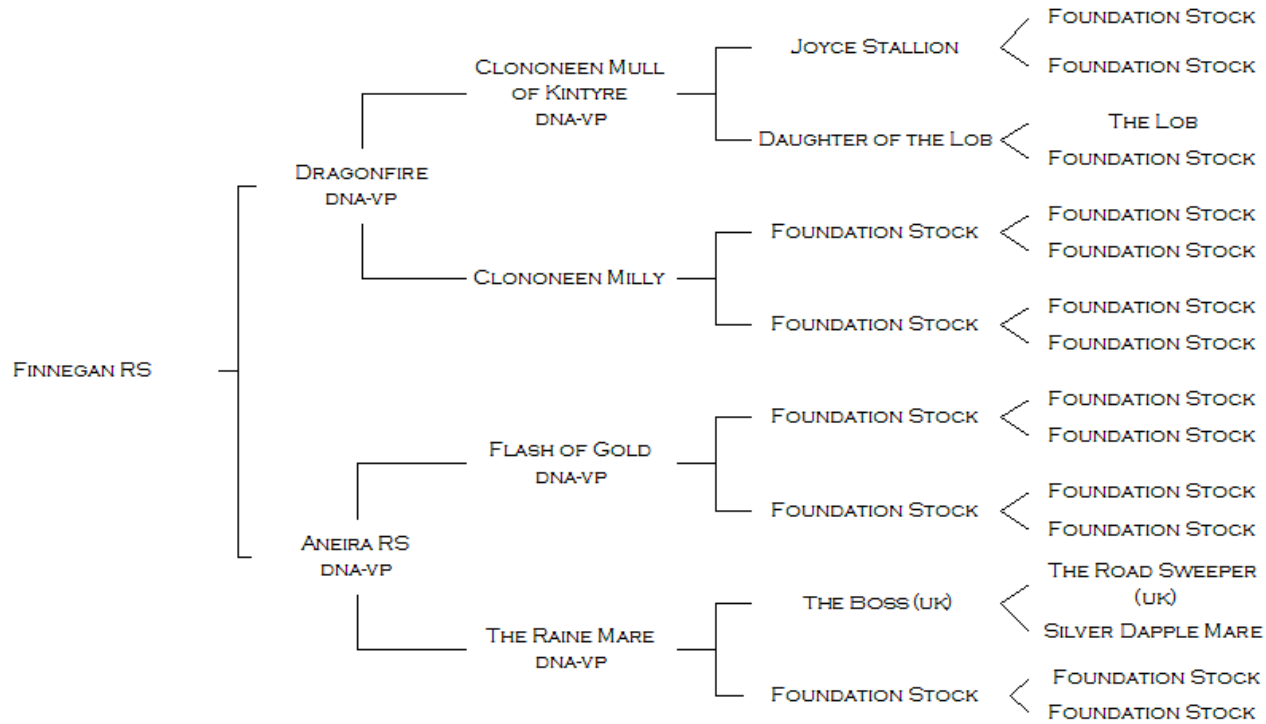 Foundation Stock
Joyce Stallion
Foundation Stock
Clononeen Mull
of Kintyre
DNA-VP
Daughter of the Lob
The Lob
Foundation Stock
Dragonfire
DNA-VP
Foundation Stock
Foundation Stock
Foundation Stock
Clononeen Milly
Foundation Stock
Foundation Stock
Foundation Stock
Finnegan RS
Foundation Stock
Foundation Stock
Foundation Stock
Flash of Gold
DNA-VP
Foundation Stock
Foundation Stock
Foundation Stock
Aneira RS
DNA-VP
The Road Sweeper
(UK)
The Boss (UK)
Silver Dapple Mare
The Raine Mare
DNA-VP
Foundation Stock
Foundation Stock
Foundation Stock